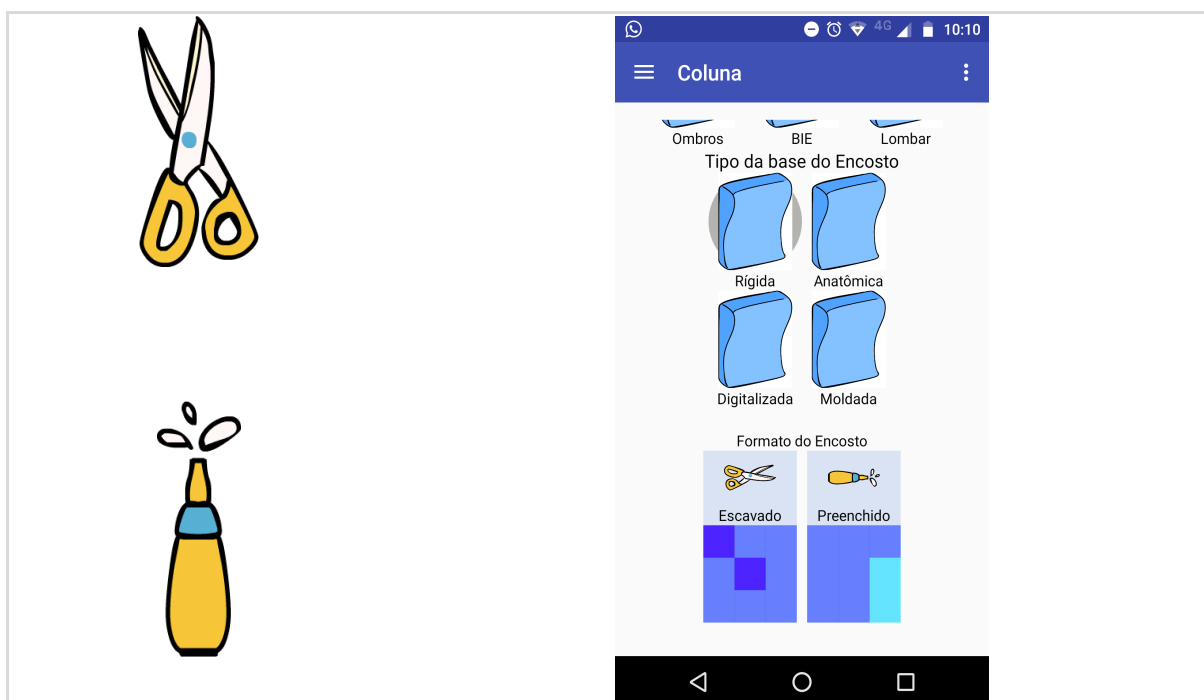 4G 10:10
Coluna
Ombros BIE Lombar
Tipo da base do Encosto
Rígida Anatômica
Digitalizada Moldada
Formato do Encosto
Escavado Preenchido